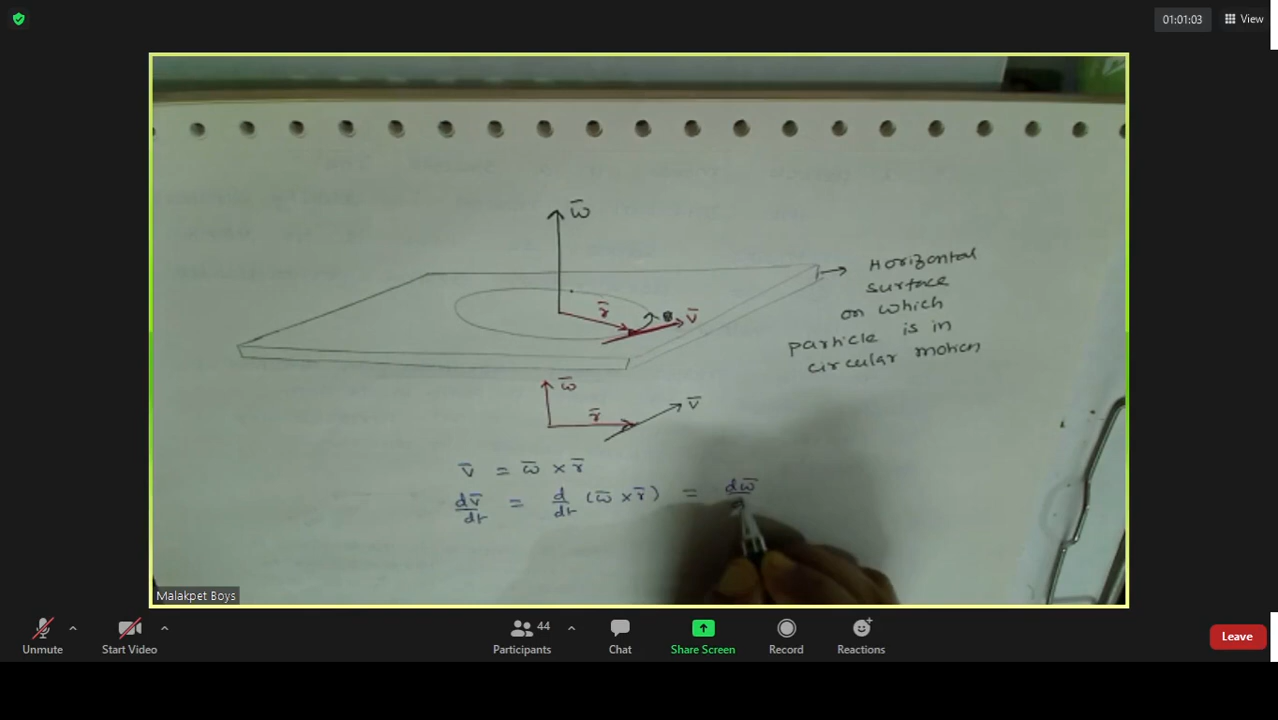 01:01:03
View
ω̅
r̅
θ
v̅
→ Horizontal
surface
on which
particle is in
circular motion
ω̅
r̅
v̅
v̅ = ω̅ × r̅
dv̅/dt = d/dt (ω̅ × r̅) = dω̅
Malakpet Boys
Unmute
Start Video
Participants
44
Chat
Share Screen
Record
Reactions
Leave